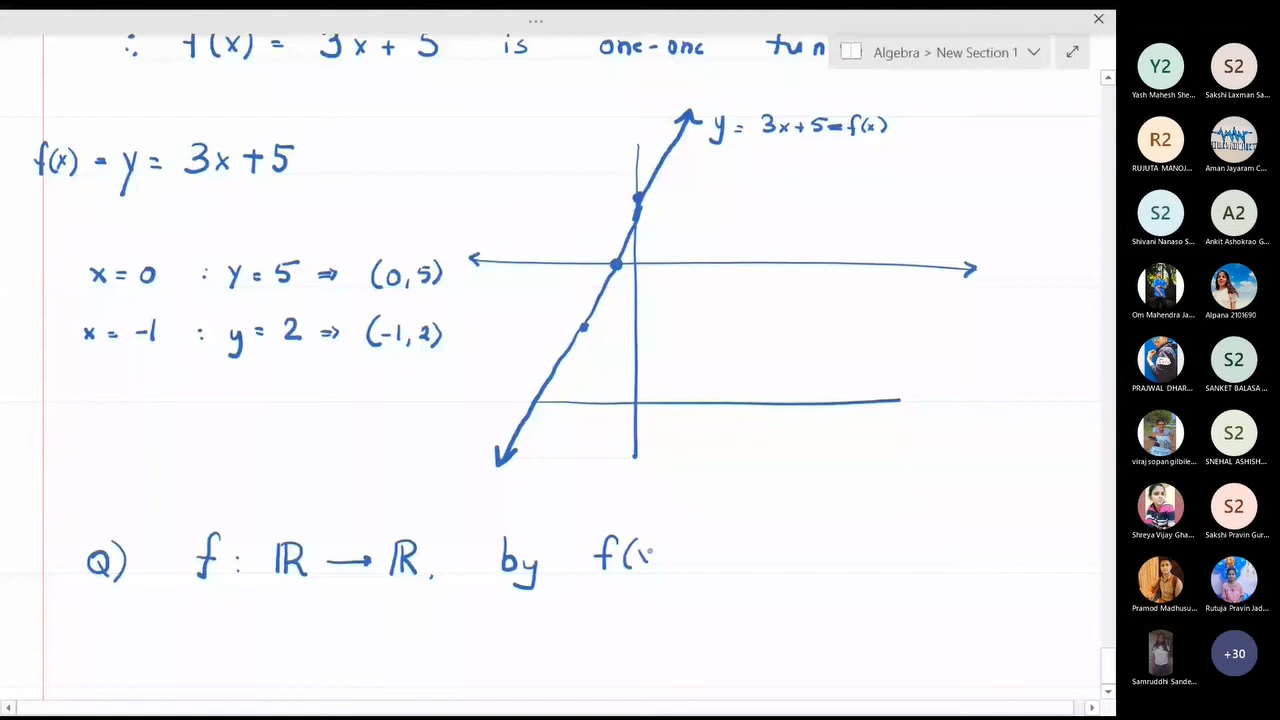 ∴ f(x) = 3x + 5 is one-one fun
Algebra > New Section 1
y = 3x+5=f(x)
f(x) = y = 3x+5
x = 0 : y = 5 ⇒ (0, 5)
x = -1 : y = 2 ⇒ (-1, 2)
Q) f : ℝ → ℝ, by f(
Y2
Yash Mahesh She...
S2
Sakshi Laxman Sa...
R2
RUJUTA MANOJ...
Aman Jayaram C...
S2
Shivani Nanaso S...
A2
Ankit Ashokrao G...
Om Mahendra Ja...
Alpana 2101690
PRAJWAL DHAR...
S2
SANKET BALASA...
viraj sopan gilbile...
S2
SNEHAL ASHISH...
Shreya Vijay Gha...
S2
Sakshi Pravin Gur...
Pramod Madhusu...
Rutuja Pravin Jad...
Samruddhi Sande...
+30